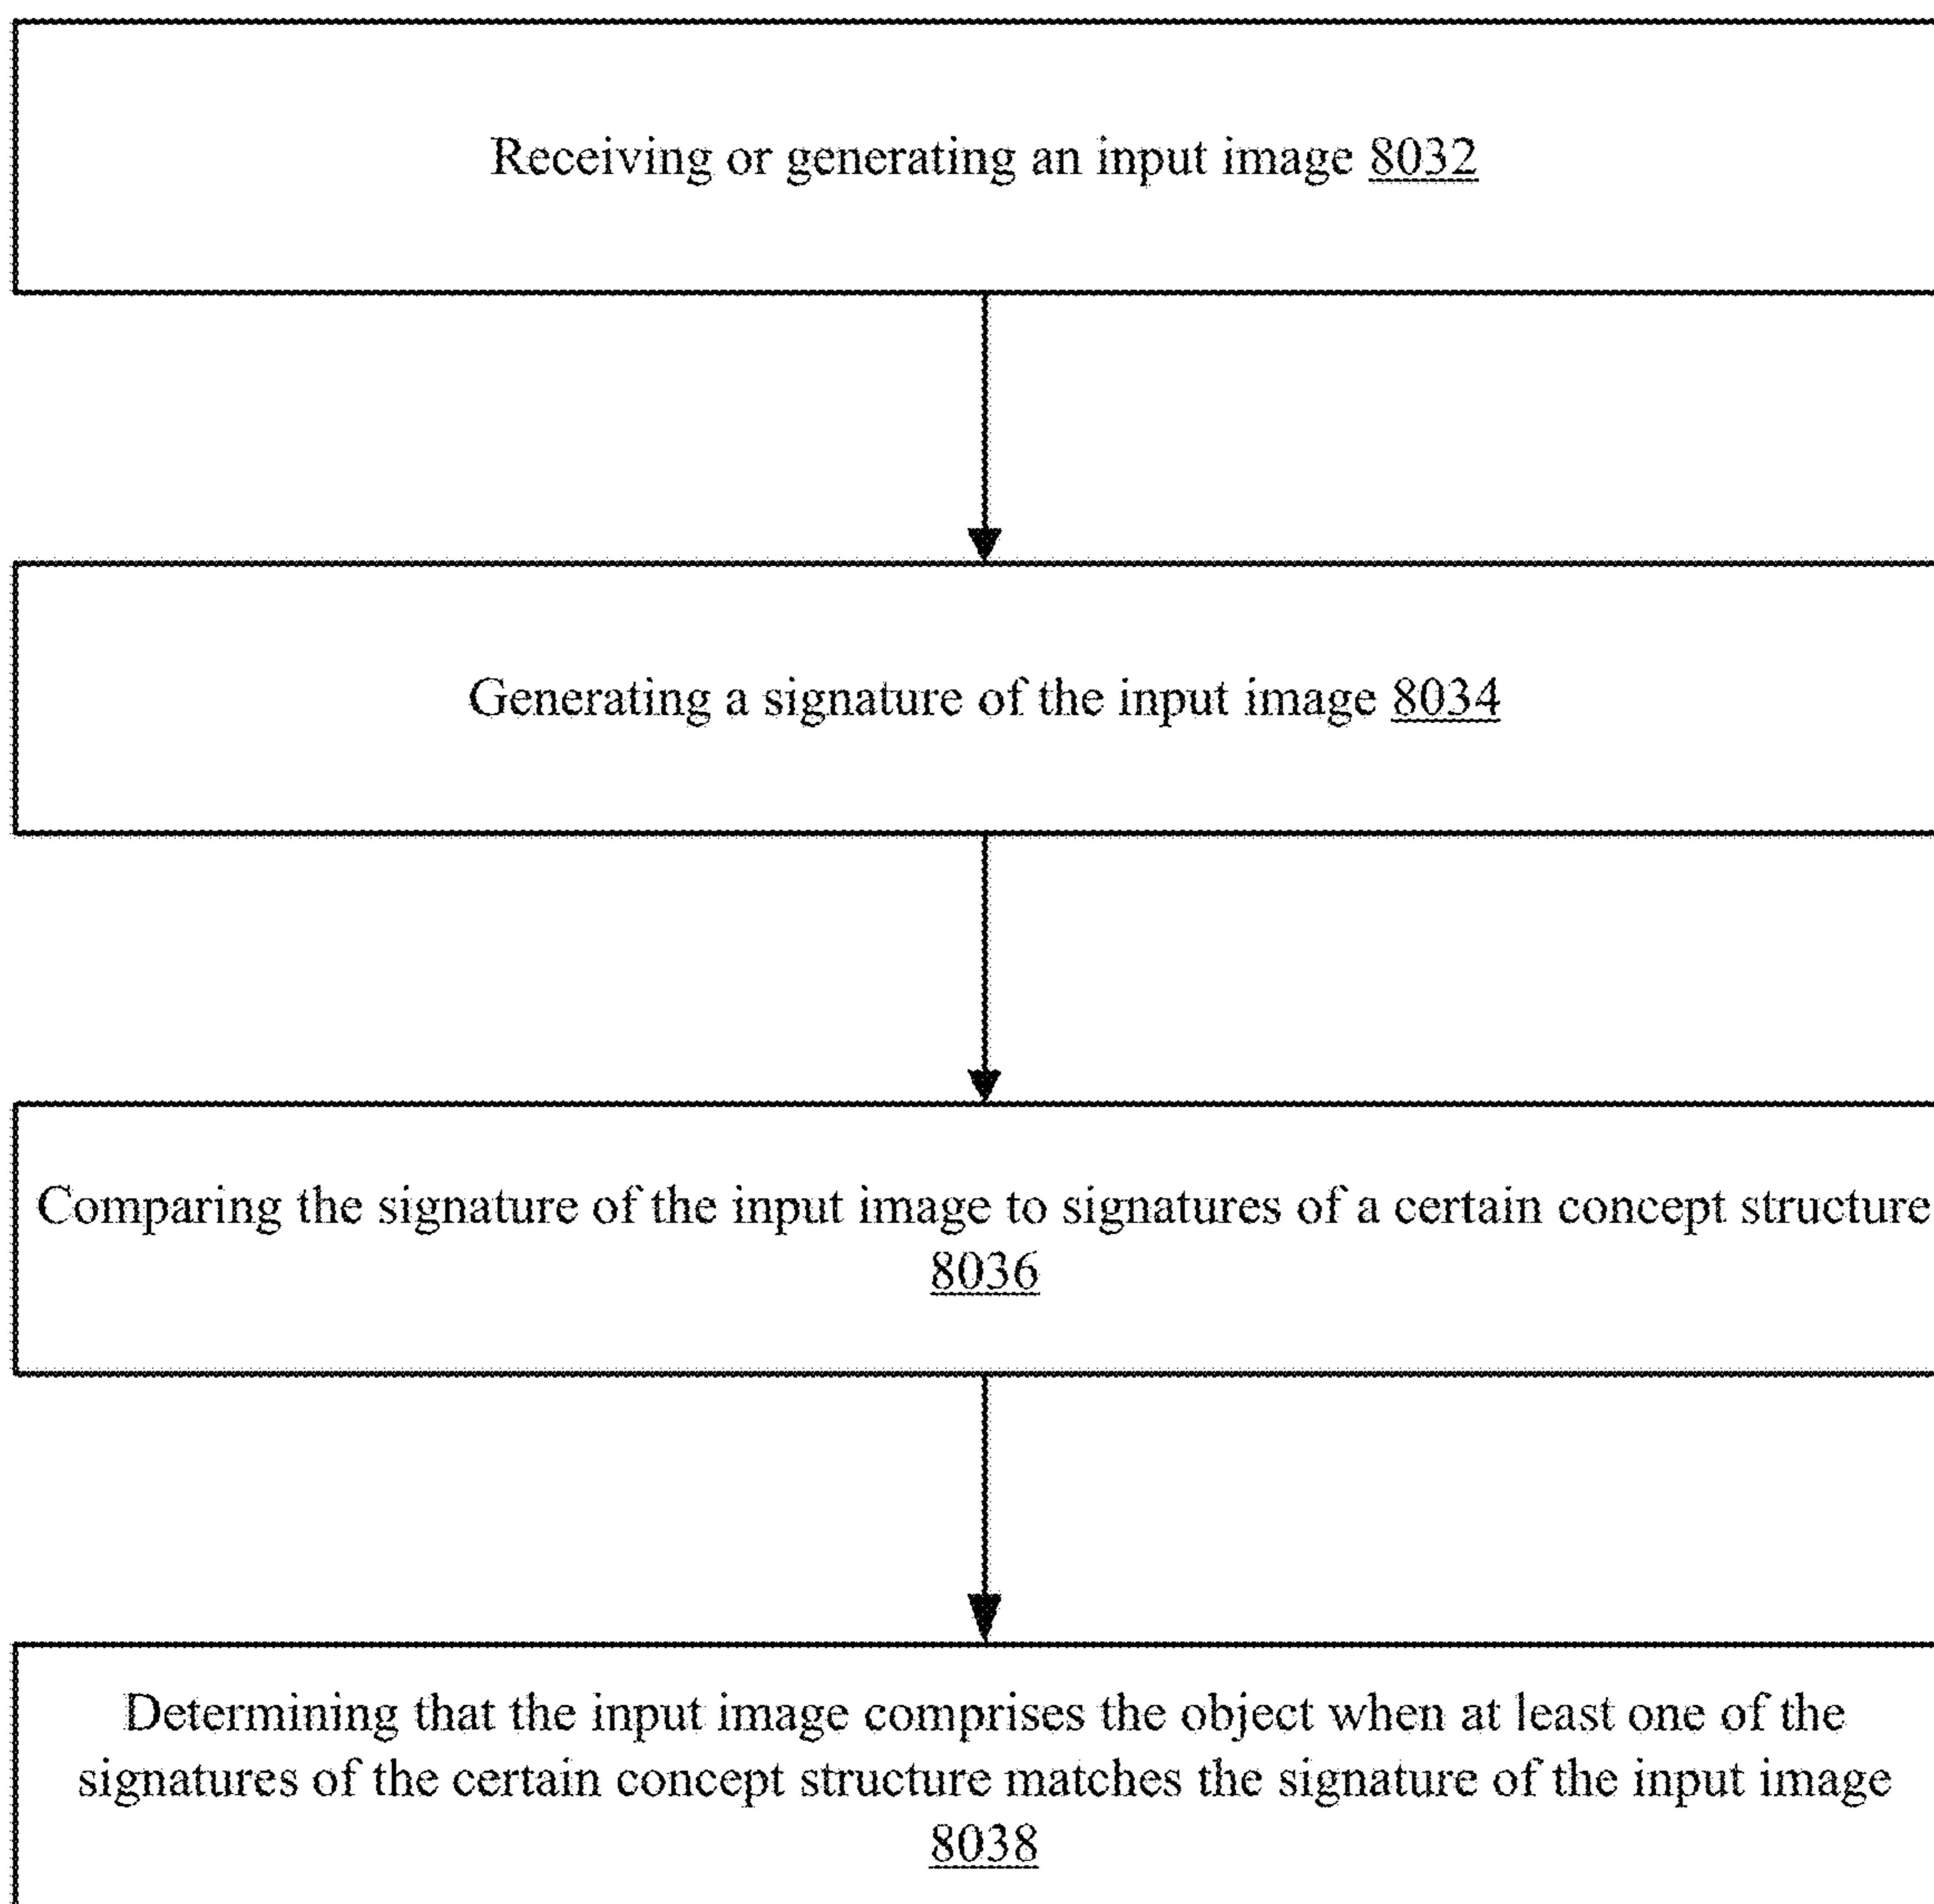 Receiving or generating an input image 8032
Generating a signature of the input image 8034
Comparing the signature of the input image to signatures of a certain concept structure
8036
Determining that the input image comprises the object when at least one of the
signatures of the certain concept structure matches the signature of the input image
8038